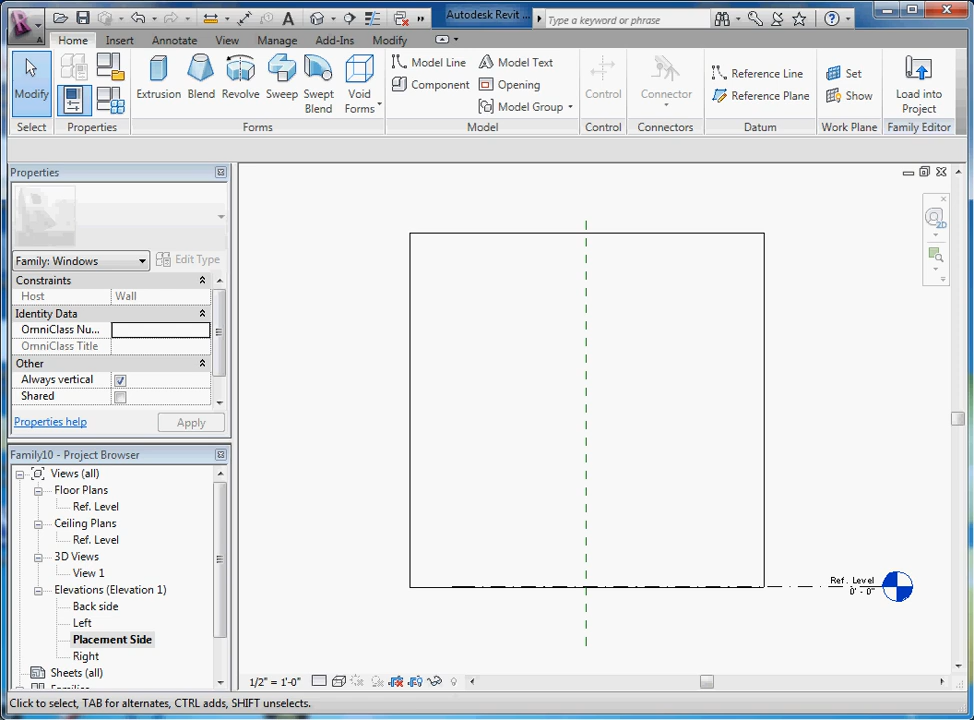 Autodesk Revit ...
Type a keyword or phrase
Home Insert Annotate View Manage Add-Ins Modify
Modify
Extrusion Blend Revolve Sweep Swept Blend Void Forms
Model Line
Component
Model Text
Opening
Model Group
Control
Connector
Reference Line
Reference Plane
Set
Show
Load into Project
Select Properties Forms Model Control Connectors Datum Work Plane Family Editor
Properties
Family: Windows Edit Type
Constraints
Host Wall
Identity Data
OmniClass Nu...
OmniClass Title
Other
Always vertical
Shared
Properties help Apply
Family10 - Project Browser
Views (all)
Floor Plans
Ref. Level
Ceiling Plans
Ref. Level
3D Views
View 1
Elevations (Elevation 1)
Back side
Left
Placement Side
Right
Sheets (all)
Families
2D
Ref. Level
0' - 0"
1/2" = 1'-0"
Click to select, TAB for alternates, CTRL adds, SHIFT unselects.